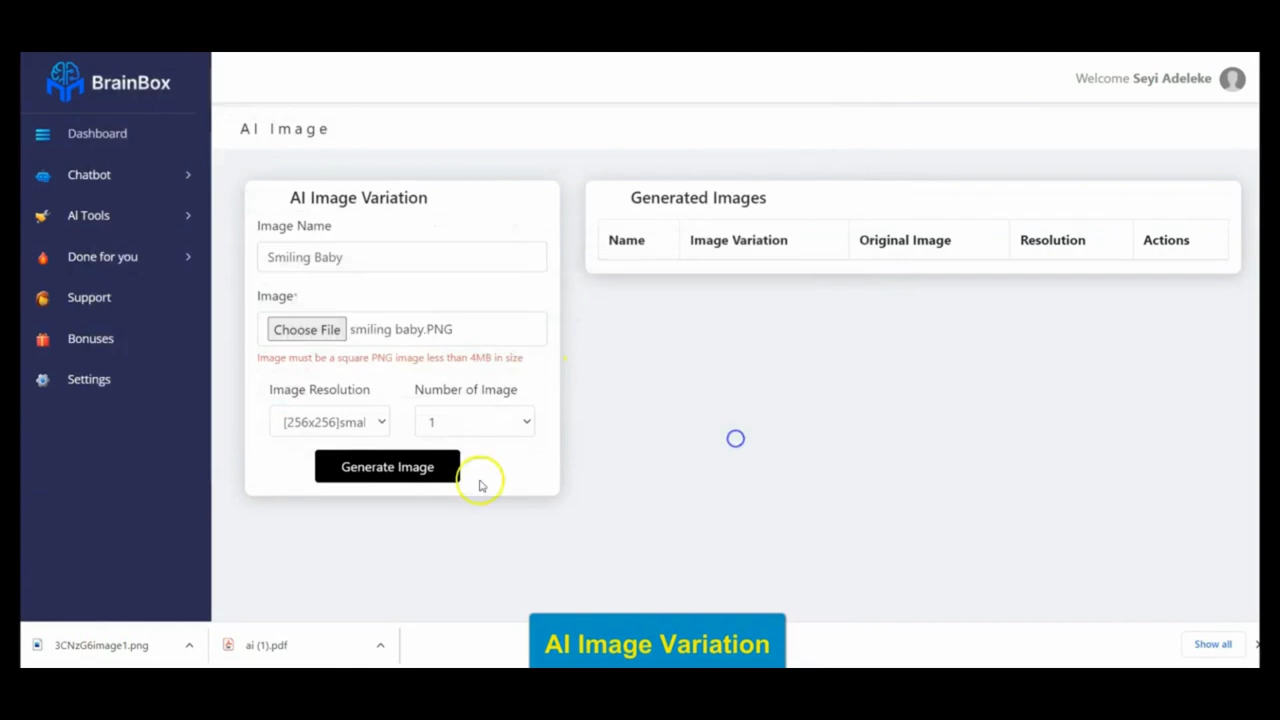 BrainBox
Welcome Seyi Adeleke
Dashboard
Chatbot
AI Tools
Done for you
Support
Bonuses
Settings
AI Image
AI Image Variation
Image Name
Smiling Baby
Image*
Choose File smiling baby.PNG
Image must be a square PNG image less than 4MB in size
Image Resolution Number of Image
[256x256]smal 1
Generate Image
Generated Images
Name Image Variation Original Image Resolution Actions
3CNzG6image1.png
ai (1).pdf
AI Image Variation
Show all